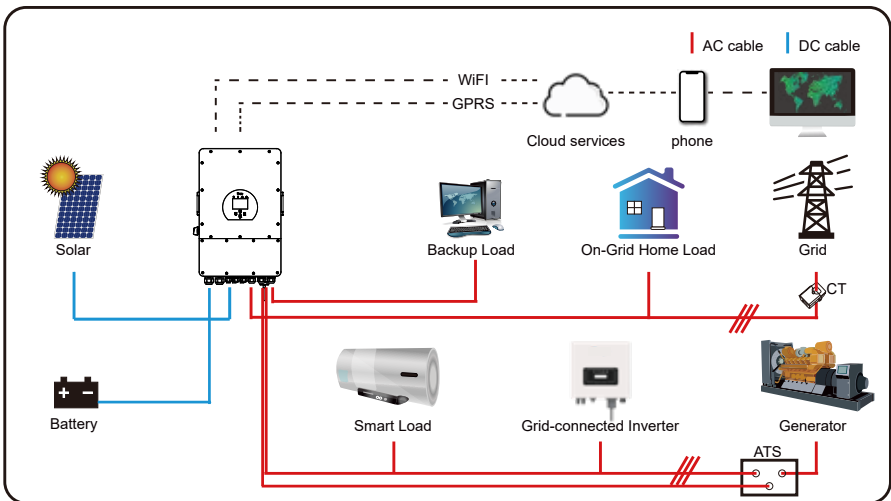 AC cable
DC cable
WiFI
GPRS
Cloud services
phone
Solar
Backup Load
On-Grid Home Load
Grid
CT
Battery
Smart Load
Grid-connected Inverter
Generator
ATS